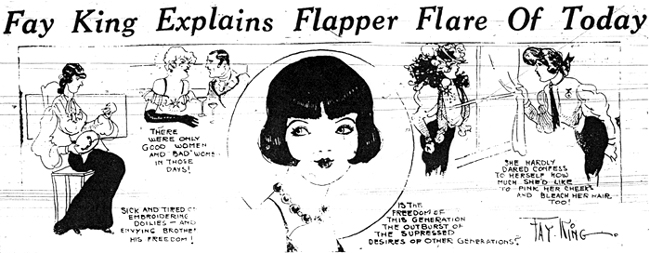 Fay King Explains Flapper Flare Of Today
SICK AND TIRED OF
EMBROIDERING
DOILIES — AND
ENVYING BROTHER
HIS FREEDOM!
THERE
WERE ONLY
GOOD WOMEN
AND "BAD"
IN THOSE
DAYS!
IS THE
FREEDOM OF
THIS GENERATION
THE OUTBURST OF
THE SUPRESSED
DESIRES OF OTHER GENERATIONS?
SHE HARDLY
DARED CONFESS
TO HERSELF HOW
MUCH SHE'D LIKE
TO PINK HER CHEEKS
AND BLEACH HER HAIR
TOO!
FAY KING